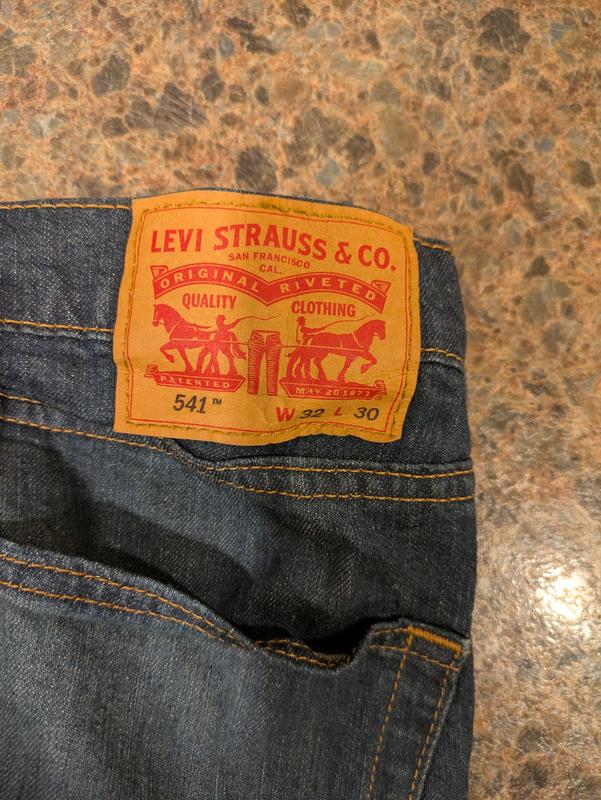 LEVI STRAUSS & CO.
SAN FRANCISCO
CAL.
ORIGINAL RIVETED
QUALITY CLOTHING
PATENTED MAY 20 1873
541™ W 32 L 30